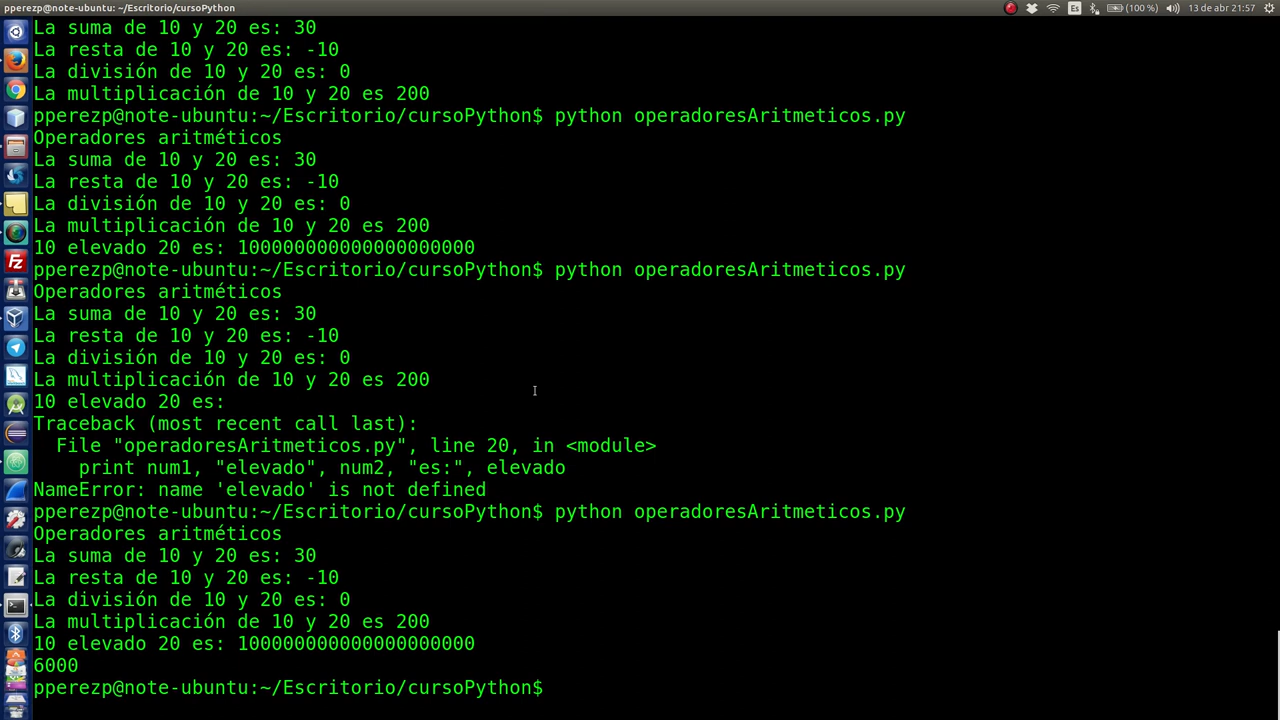 pperezp@note-ubuntu: ~/Escritorio/cursoPython
Es
(100 %)
13 de abr 21:57
La suma de 10 y 20 es: 30
La resta de 10 y 20 es: -10
La división de 10 y 20 es: 0
La multiplicación de 10 y 20 es 200
pperezp@note-ubuntu:~/Escritorio/cursoPython$ python operadoresAritmeticos.py
Operadores aritméticos
La suma de 10 y 20 es: 30
La resta de 10 y 20 es: -10
La división de 10 y 20 es: 0
La multiplicación de 10 y 20 es 200
10 elevado 20 es: 100000000000000000000
pperezp@note-ubuntu:~/Escritorio/cursoPython$ python operadoresAritmeticos.py
Operadores aritméticos
La suma de 10 y 20 es: 30
La resta de 10 y 20 es: -10
La división de 10 y 20 es: 0
La multiplicación de 10 y 20 es 200
10 elevado 20 es:
Traceback (most recent call last):
  File "operadoresAritmeticos.py", line 20, in <module>
    print num1, "elevado", num2, "es:", elevado
NameError: name 'elevado' is not defined
pperezp@note-ubuntu:~/Escritorio/cursoPython$ python operadoresAritmeticos.py
Operadores aritméticos
La suma de 10 y 20 es: 30
La resta de 10 y 20 es: -10
La división de 10 y 20 es: 0
La multiplicación de 10 y 20 es 200
10 elevado 20 es: 100000000000000000000
6000
pperezp@note-ubuntu:~/Escritorio/cursoPython$